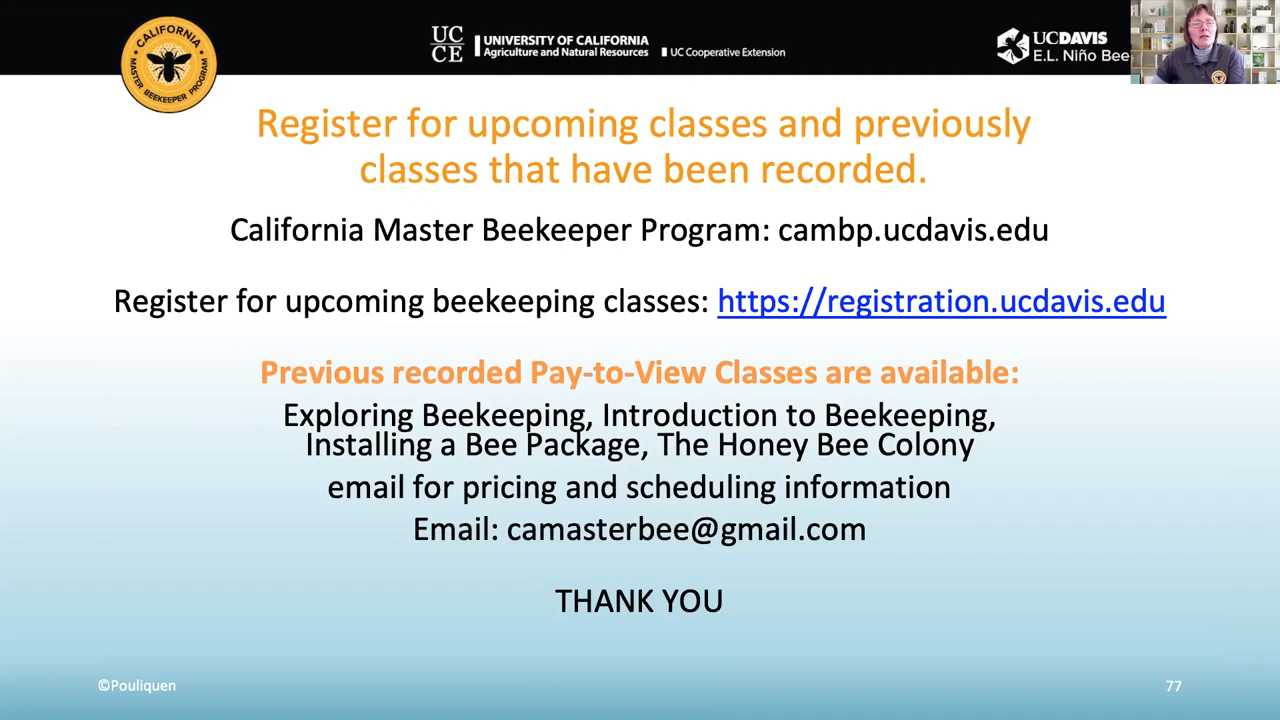 CALIFORNIA
MASTER BEEKEEPER PROGRAM
UC
CE
UNIVERSITY OF CALIFORNIA
Agriculture and Natural Resources
UC Cooperative Extension
UCDAVIS
E.L. Niño Bee
Register for upcoming classes and previously
classes that have been recorded.
California Master Beekeeper Program: cambp.ucdavis.edu
Register for upcoming beekeeping classes: https://registration.ucdavis.edu
Previous recorded Pay-to-View Classes are available:
Exploring Beekeeping, Introduction to Beekeeping,
Installing a Bee Package, The Honey Bee Colony
email for pricing and scheduling information
Email: camasterbee@gmail.com
THANK YOU
©Pouliquen
77